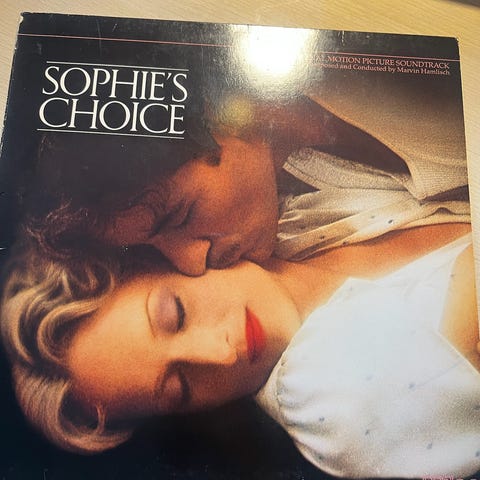 SOPHIE'S
CHOICE
MOTION PICTURE SOUNDTRACK
and Conducted by Marvin Hamlisch